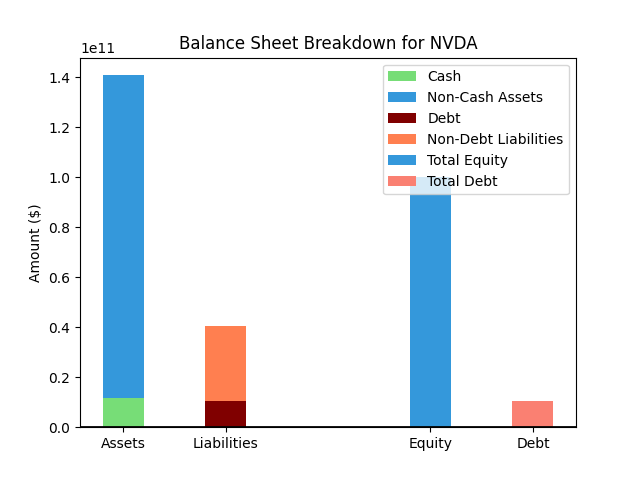 Balance Sheet Breakdown for NVDA
1e11
1.4
1.2
1.0
0.8
0.6
0.4
0.2
0.0
Amount ($)
Cash
Non-Cash Assets
Debt
Non-Debt Liabilities
Total Equity
Total Debt
Assets
Liabilities
Equity
Debt